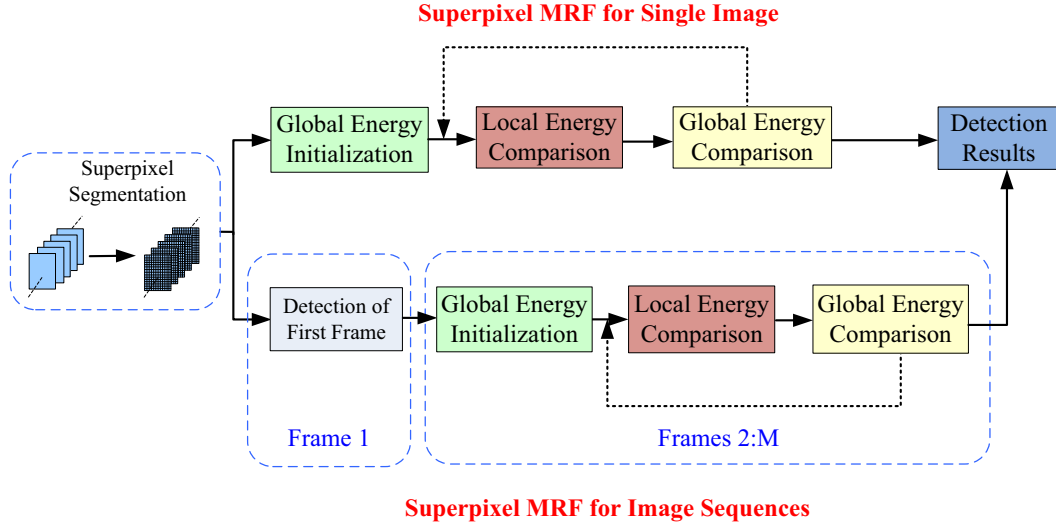 Superpixel MRF for Single Image
Global Energy
Initialization
Local Energy
Comparison
Global Energy
Comparison
Detection
Results
Superpixel
Segmentation
Detection of
First Frame
Global Energy
Initialization
Local Energy
Comparison
Global Energy
Comparison
Frame 1
Frames 2:M
Superpixel MRF for Image Sequences